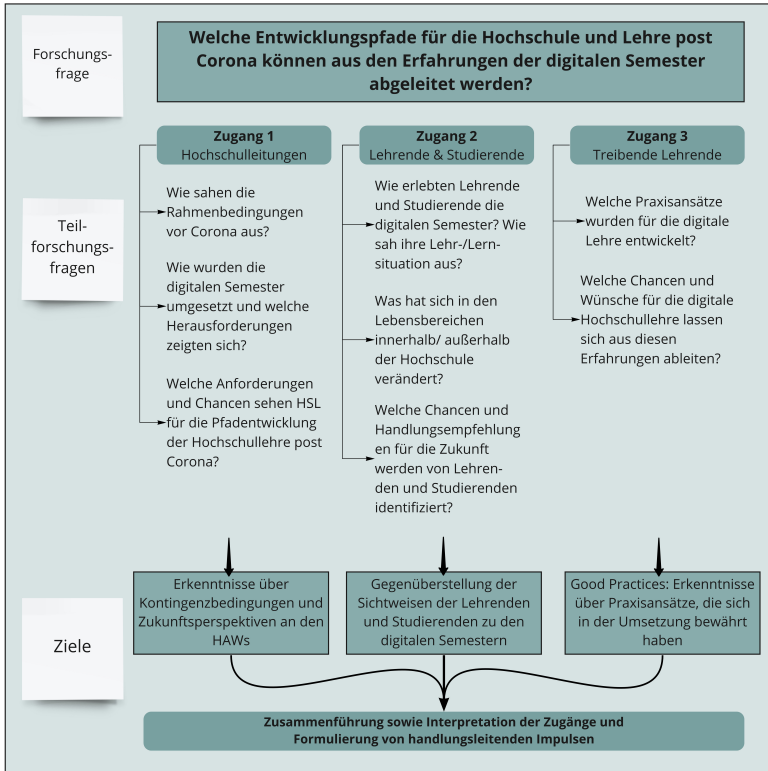 Forschungs-
frage
Welche Entwicklungspfade für die Hochschule und Lehre post
Corona können aus den Erfahrungen der digitalen Semester
abgeleitet werden?
Teil-
forschungs-
fragen
Zugang 1
Hochschulleitungen
Wie sahen die
Rahmenbedingungen
vor Corona aus?
Wie wurden die
digitalen Semester
umgesetzt und welche
Herausforderungen
zeigten sich?
Welche Anforderungen
und Chancen sehen HSL
für die Pfadentwicklung
der Hochschullehre post
Corona?
Zugang 2
Lehrende & Studierende
Wie erlebten Lehrende
und Studierende die
digitalen Semester? Wie
sah ihre Lehr-/Lern-
situation aus?
Was hat sich in den
Lebensbereichen
innerhalb/ außerhalb
der Hochschule
verändert?
Welche Chancen und
Handlungsempfehlung
en für die Zukunft
werden von Lehren-
den und Studierenden
identifiziert?
Zugang 3
Treibende Lehrende
Welche Praxisansätze
wurden für die digitale
Lehre entwickelt?
Welche Chancen und
Wünsche für die digitale
Hochschullehre lassen
sich aus diesen
Erfahrungen ableiten?
Ziele
Erkenntnisse über
Kontingenzbedingungen und
Zukunftsperspektiven an den
HAWs
Gegenüberstellung der
Sichtweisen der Lehrenden
und Studierenden zu den
digitalen Semestern
Good Practices: Erkenntnisse
über Praxisansätze, die sich
in der Umsetzung bewährt
haben
Zusammenführung sowie Interpretation der Zugänge und
Formulierung von handlungsleitenden Impulsen